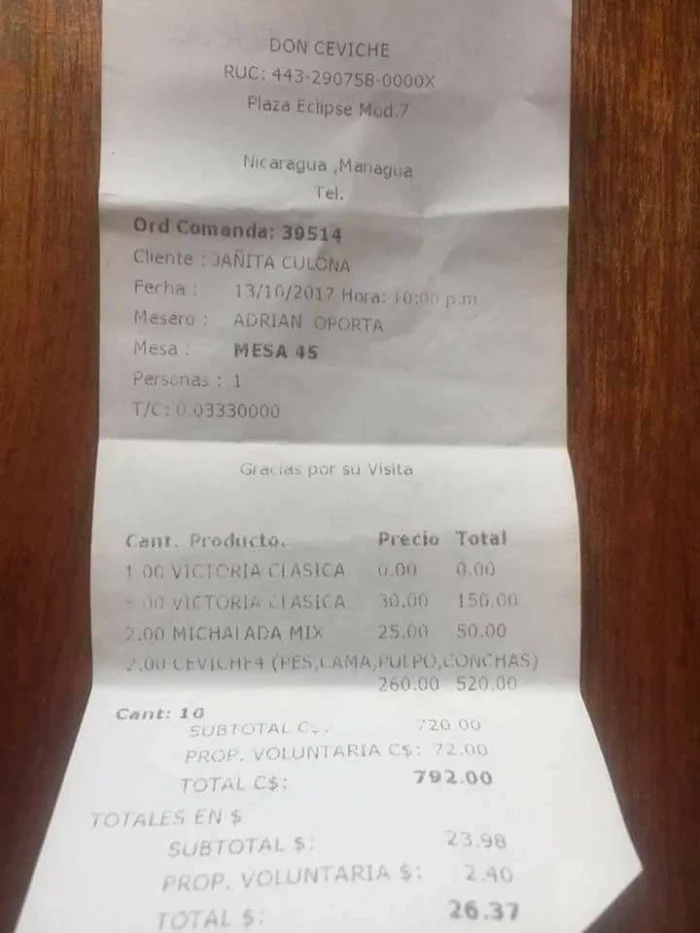 DON CEVICHE
RUC: 443-290758-0000X
Plaza Eclipse Mod.7
Nicaragua ,Managua
Tel.
Ord Comanda: 39514
Cliente : JAÑITA CULONA
Fecha : 13/10/2017 Hora: 10:00 p.m.
Mesero : ADRIAN OPORTA
Mesa : MESA 45
Personas : 1
T/C: 0.03330000
Gracias por su Visita
Cant. Producto. Precio Total
1.00 VICTORIA CLASICA 0.00 0.00
5.00 VICTORIA CLASICA 30.00 150.00
2.00 MICHALADA MIX 25.00 50.00
2.00 CEVICHE4 (PES,CAMA,PULPO,CONCHAS)
260.00 520.00
Cant: 10
SUBTOTAL C$: 720.00
PROP. VOLUNTARIA C$: 72.00
TOTAL C$: 792.00
TOTALES EN $
SUBTOTAL $: 23.98
PROP. VOLUNTARIA $: 2.40
TOTAL $: 26.37